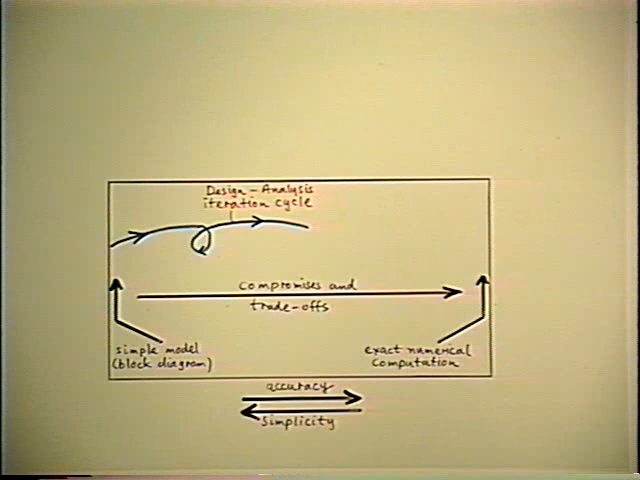 Design - Analysis
iteration cycle
compromises and
trade-offs
simple model
(block diagram)
exact numerical
computation
accuracy
simplicity